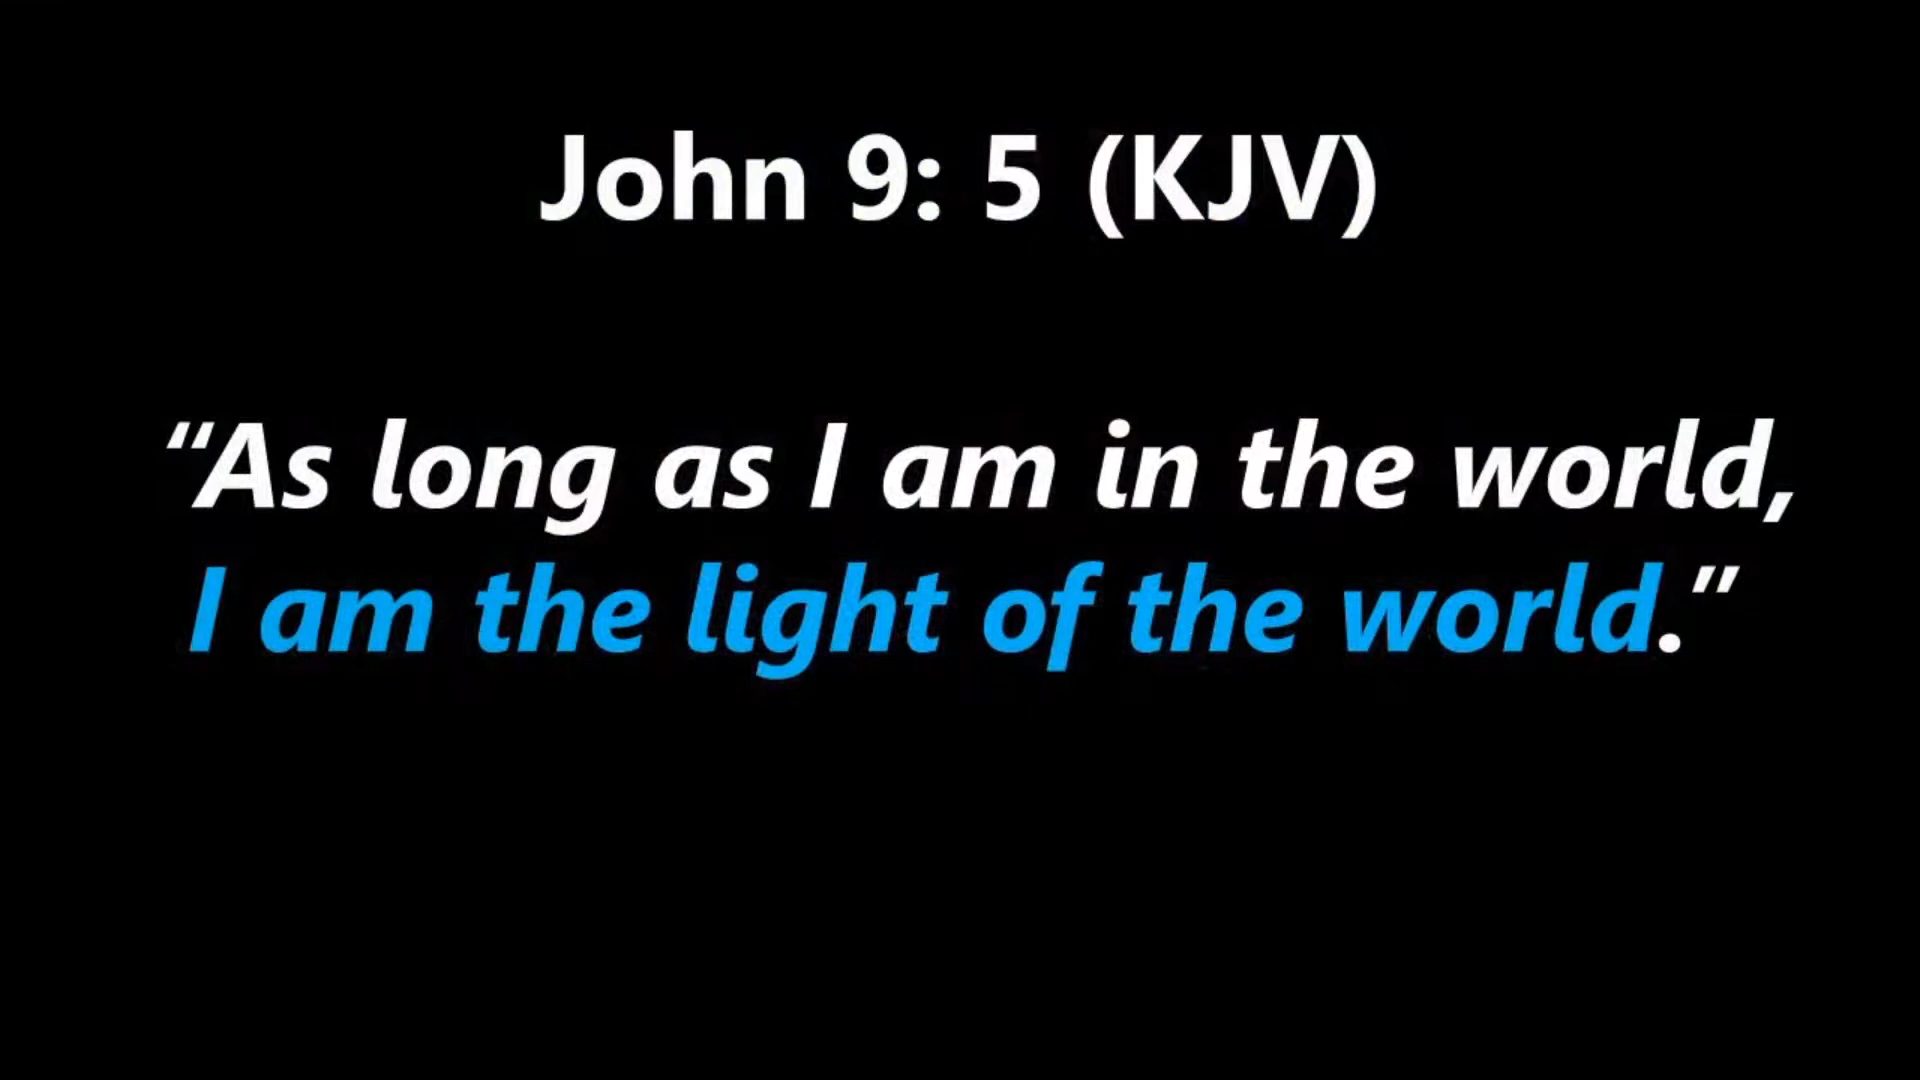 John 9: 5 (KJV)
“As long as I am in the world,
I am the light of the world.”